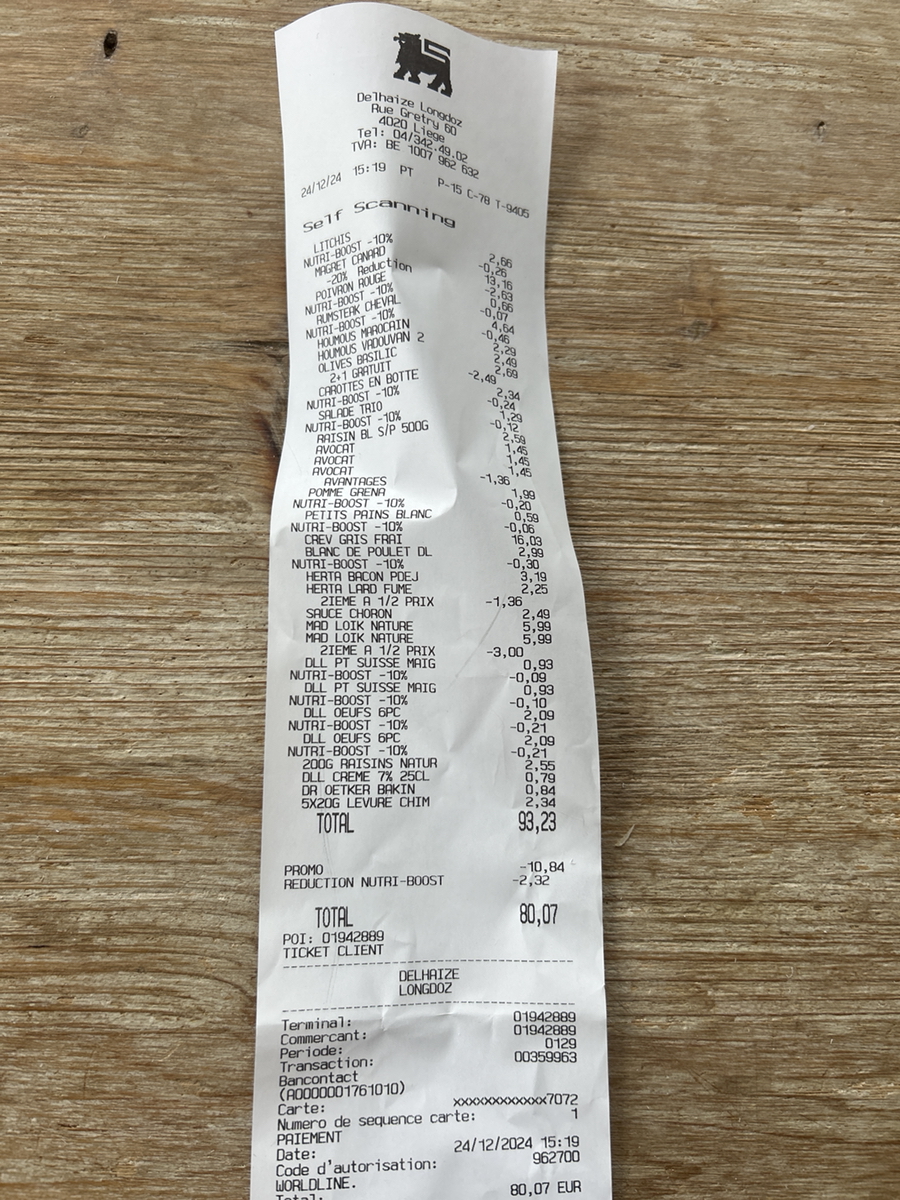 Delhaize Longdoz
Rue Gretry 60
4020 Liege
Tel: 04/342.49.02
TVA: BE 1007 962 632
24/12/24 15:19 PT P-15 C-78 T-9405
Self Scanning
LITCHIS 2,66
NUTRI-BOOST -10% -0,26
MAGRET CANARD 13,16
-20% Reduction -2,63
POIVRON ROUGE 0,66
NUTRI-BOOST -10% -0,07
RUMSTEAK CHEVAL 4,64
NUTRI-BOOST -10% -0,46
HOUMOUS MAROCAIN 2,29
HOUMOUS VADOUVAN 2 2,49
OLIVES BASILIC 2,69
2+1 GRATUIT -2,49
CAROTTES EN BOTTE 2,34
NUTRI-BOOST -10% -0,24
SALADE TRIO 1,29
NUTRI-BOOST -10% -0,12
RAISIN BL S/P 500G 2,59
AVOCAT 1,45
AVOCAT 1,45
AVOCAT 1,45
AVANTAGES -1,36
POMME GRENA 1,99
NUTRI-BOOST -10% -0,20
PETITS PAINS BLANC 0,59
NUTRI-BOOST -10% -0,06
CREV GRIS FRAI 16,03
BLANC DE POULET DL 2,99
NUTRI-BOOST -10% -0,30
HERTA BACON PDEJ 3,19
HERTA LARD FUME 2,25
2IEME A 1/2 PRIX -1,36
SAUCE CHORON 2,49
MAD LOIK NATURE 5,99
MAD LOIK NATURE 5,99
2IEME A 1/2 PRIX -3,00
DLL PT SUISSE MAIG 0,93
NUTRI-BOOST -10% -0,09
DLL PT SUISSE MAIG 0,93
NUTRI-BOOST -10% -0,10
DLL OEUFS 6PC 2,09
NUTRI-BOOST -10% -0,21
DLL OEUFS 6PC 2,09
NUTRI-BOOST -10% -0,21
200G RAISINS NATUR 2,55
DLL CREME 7% 25CL 0,79
DR OETKER BAKIN 0,84
5X20G LEVURE CHIM 2,34
TOTAL 93,23
PROMO -10,84
REDUCTION NUTRI-BOOST -2,32
TOTAL 80,07
POI: 01942889
TICKET CLIENT
DELHAIZE
LONGDOZ
Terminal: 01942889
Commercant: 01942889
Periode: 0129
Transaction: 00359963
Bancontact
(A0000001761010)
Carte: xxxxxxxxxxxxx7072
Numero de sequence carte: 1
PAIEMENT
Date: 24/12/2024 15:19
Code d'autorisation: 962700
WORLDLINE.
Total: 80,07 EUR